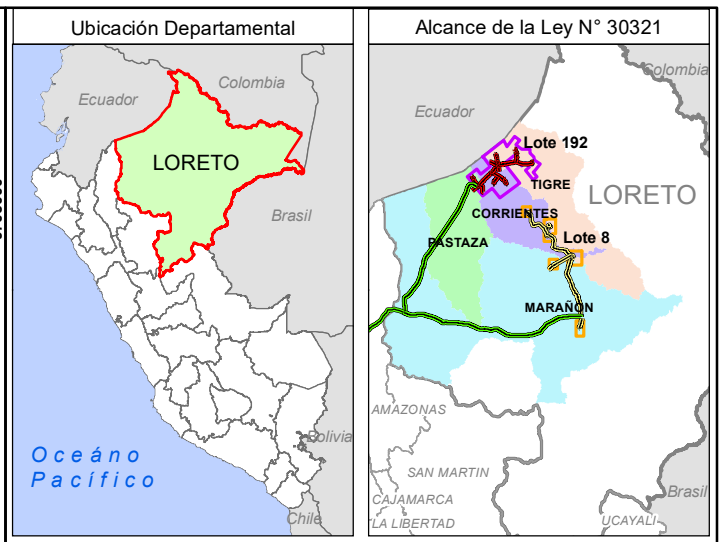 Ubicación Departamental
Colombia
Ecuador
LORETO
Brasil
Oceáno
Pacífico
Bolivia
Chile
Alcance de la Ley N° 30321
Colombia
Ecuador
Lote 192
TIGRE
LORETO
CORRIENTES
PASTAZA
Lote 8
MARAÑON
AMAZONAS
SAN MARTIN
CAJAMARCA
LA LIBERTAD
Brasil
UCAYALI